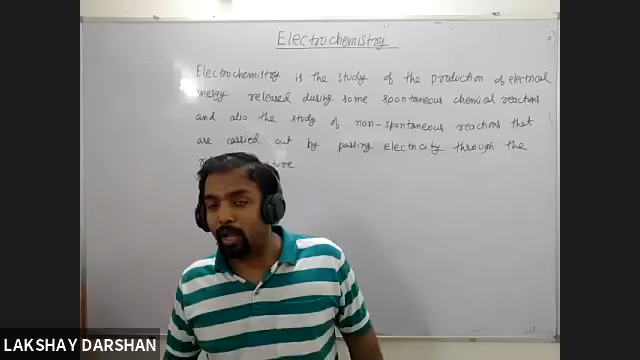 Electrochemistry
Electrochemistry is the study of the production of electrical
energy released during some spontaneous chemical reactions
and also the study of non-spontaneous reactions that
are carried out by passing electricity through the
LAKSHAY DARSHAN